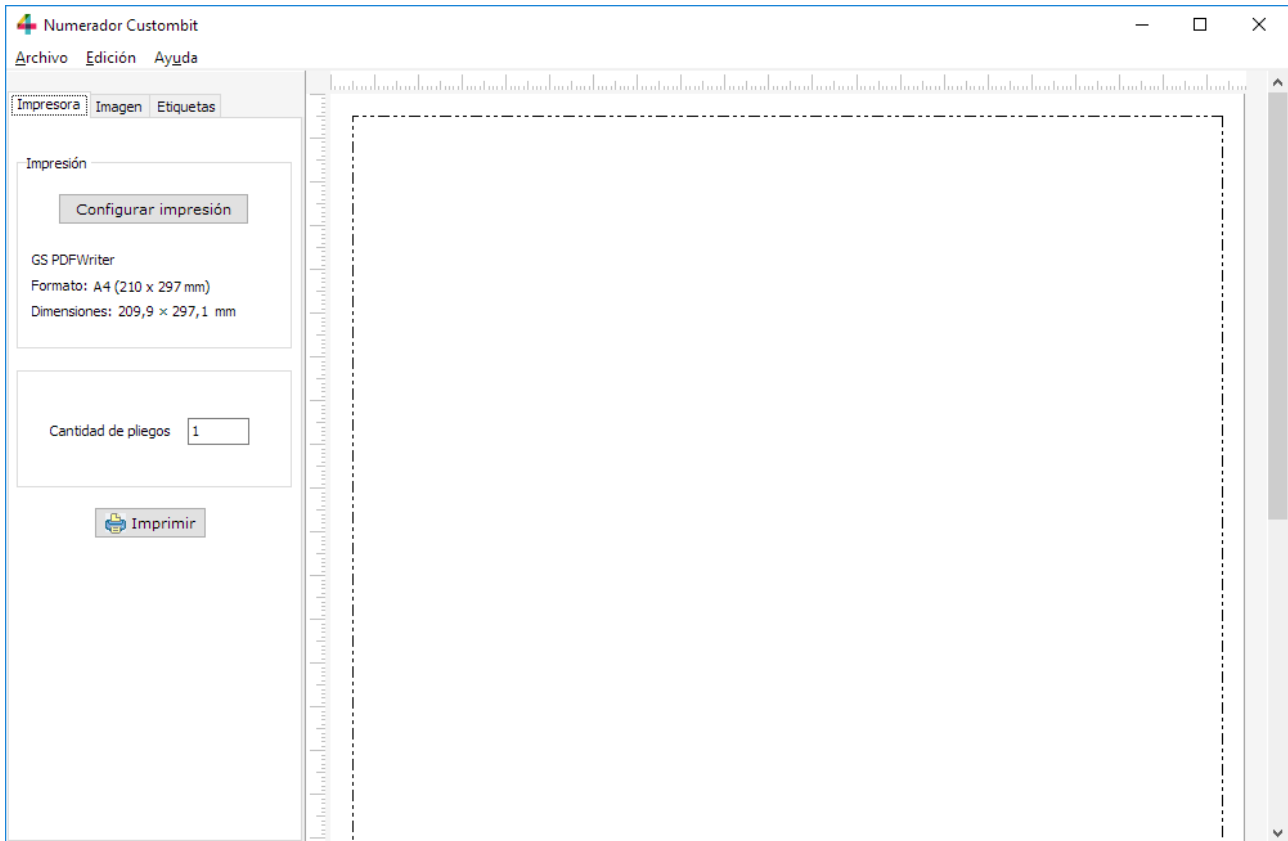 Numerador Custombit
Archivo Edición Ayuda
Impresora Imagen Etiquetas
Impresión
Configurar impresión
GS PDFWriter
Formato: A4 (210 x 297 mm)
Dimensiones: 209,9 × 297,1 mm
Cantidad de pliegos 1
Imprimir